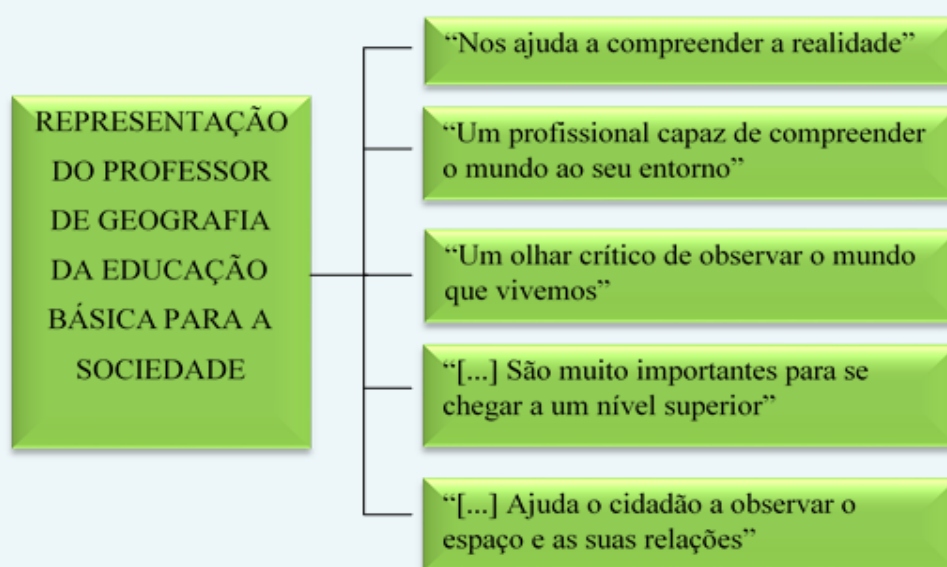 REPRESENTAÇÃO
DO PROFESSOR
DE GEOGRAFIA
DA EDUCAÇÃO
BÁSICA PARA A
SOCIEDADE
“Nos ajuda a compreender a realidade”
“Um profissional capaz de compreender
o mundo ao seu entorno”
“Um olhar crítico de observar o mundo
que vivemos”
“[...] São muito importantes para se
chegar a um nível superior”
“[...] Ajuda o cidadão a observar o
espaço e as suas relações”